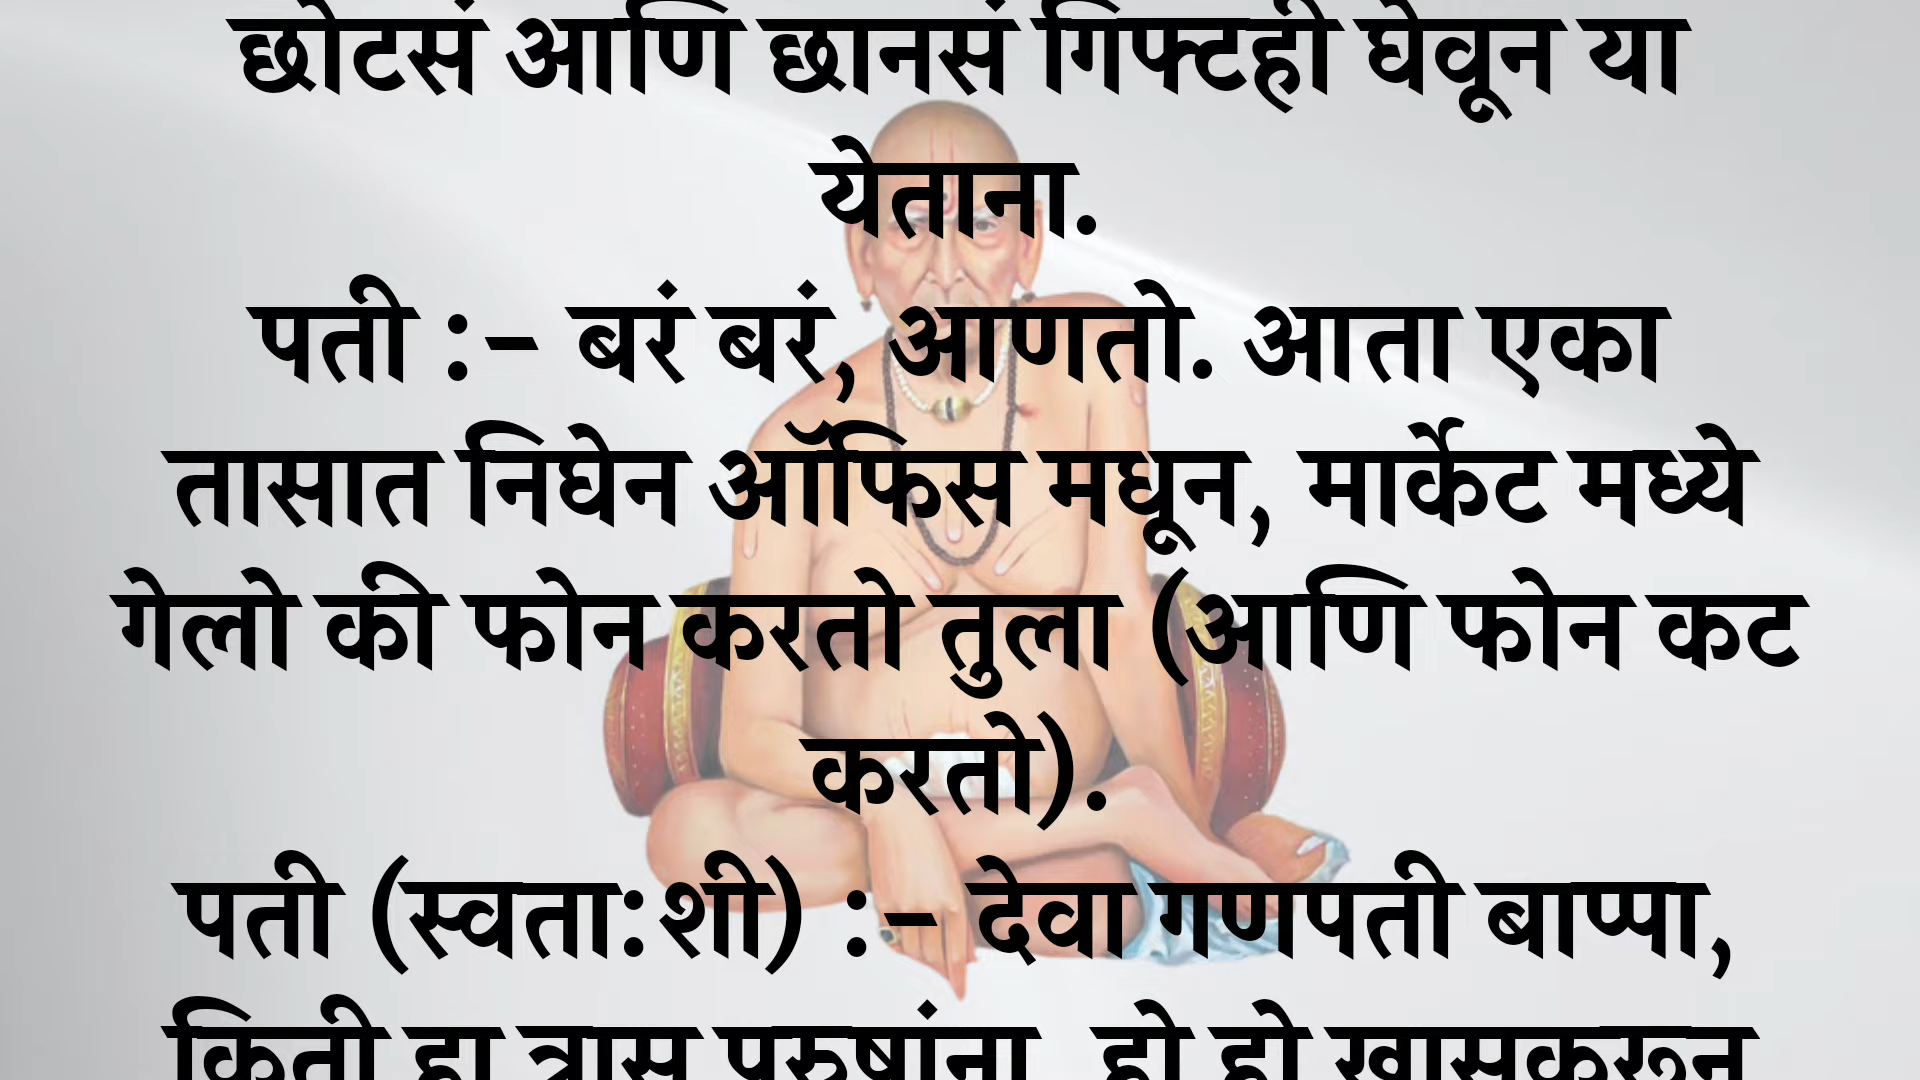 छोटसं आणि छानसं गिफ्टही घेवून या
येताना.
पती :- बरं बरं, आणतो. आता एका
तासात निघेन ऑफिस मधून, मार्केट मध्ये
गेलो की फोन करतो तुला (आणि फोन कट
करतो).
पती (स्वता:शी) :- देवा गणपती बाप्पा,
किती हा त्रास पुरुषांना, हो हो खासकरून